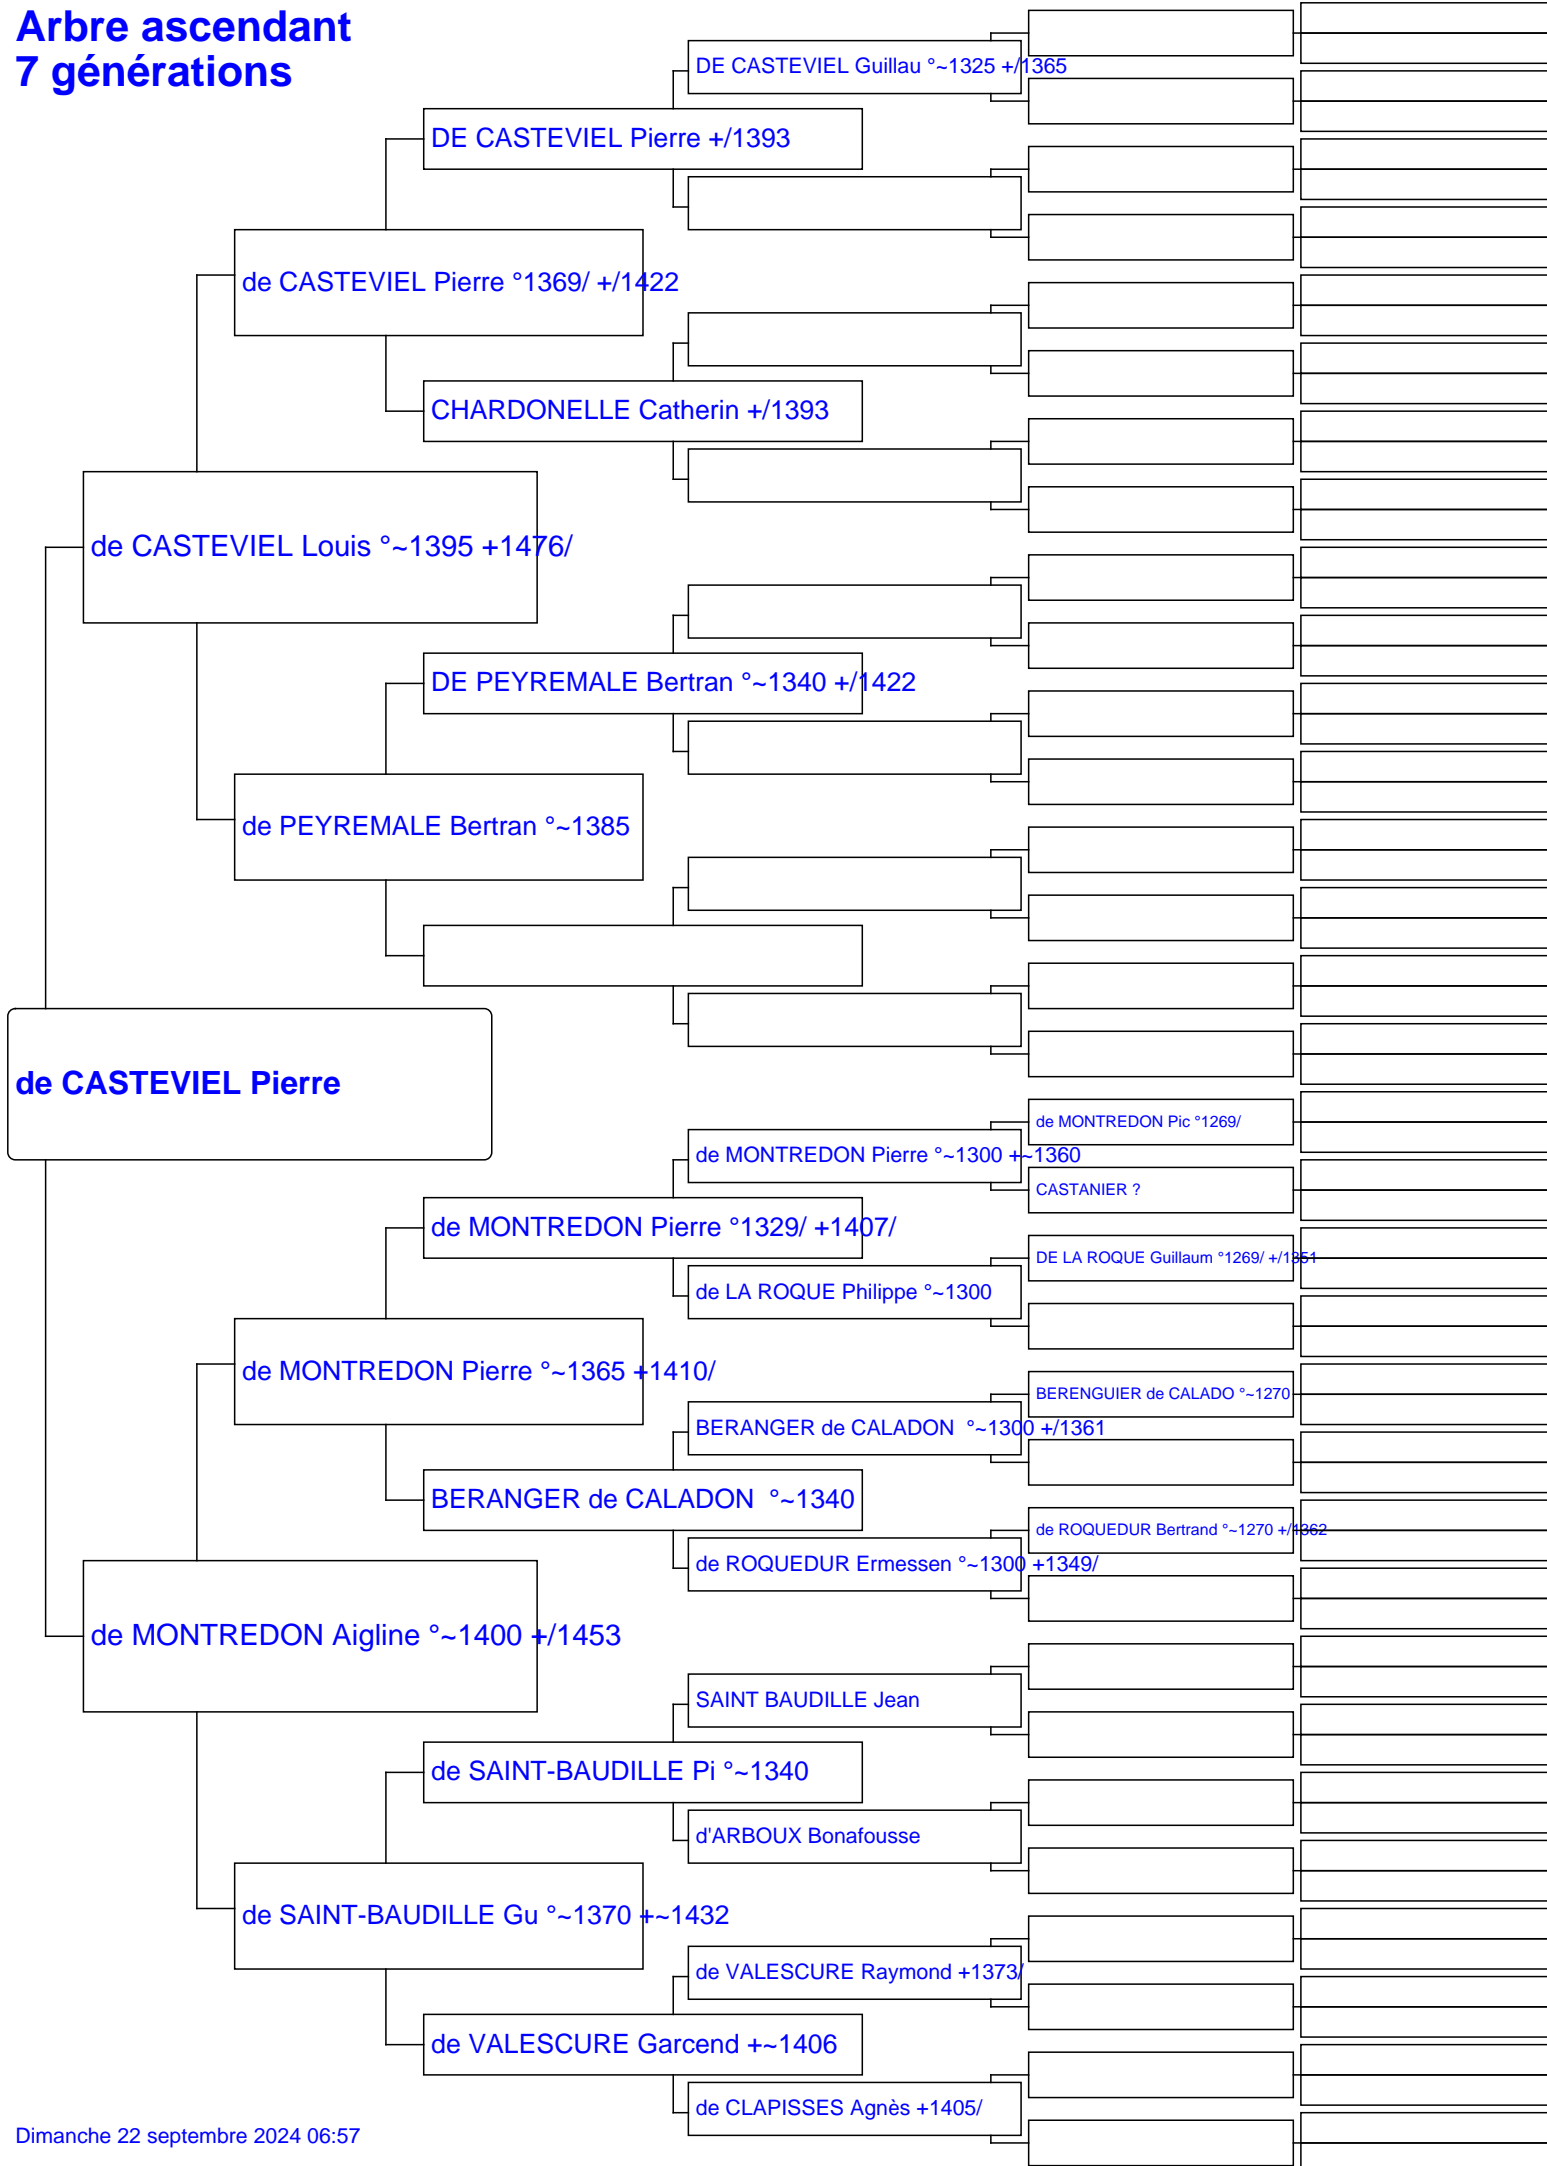 Arbre ascendant
7 générations
DE CASTEVIEL Guillau °~1325 +/1365
DE CASTEVIEL Pierre +/1393
de CASTEVIEL Pierre °1369/ +/1422
CHARDONELLE Catherin +/1393
de CASTEVIEL Louis °~1395 +1476/
DE PEYREMALE Bertran °~1340 +/1422
de PEYREMALE Bertran °~1385
de CASTEVIEL Pierre
de MONTREDON Pic °1269/
de MONTREDON Pierre °~1300 +~1360
CASTANIER ?
de MONTREDON Pierre °1329/ +1407/
DE LA ROQUE Guillaum °1269/ +/1351
de LA ROQUE Philippe °~1300
de MONTREDON Pierre °~1365 +1410/
BERENGUIER de CALADO °~1270
BERANGER de CALADON  °~1300 +/1361
BERANGER de CALADON  °~1340
de ROQUEDUR Bertrand °~1270 +/1362
de ROQUEDUR Ermessen °~1300 +1349/
de MONTREDON Aigline °~1400 +/1453
SAINT BAUDILLE Jean
de SAINT-BAUDILLE Pi °~1340
d'ARBOUX Bonafousse
de SAINT-BAUDILLE Gu °~1370 +~1432
de VALESCURE Raymond +1373/
de VALESCURE Garcend +~1406
de CLAPISSES Agnès +1405/
Dimanche 22 septembre 2024 06:57